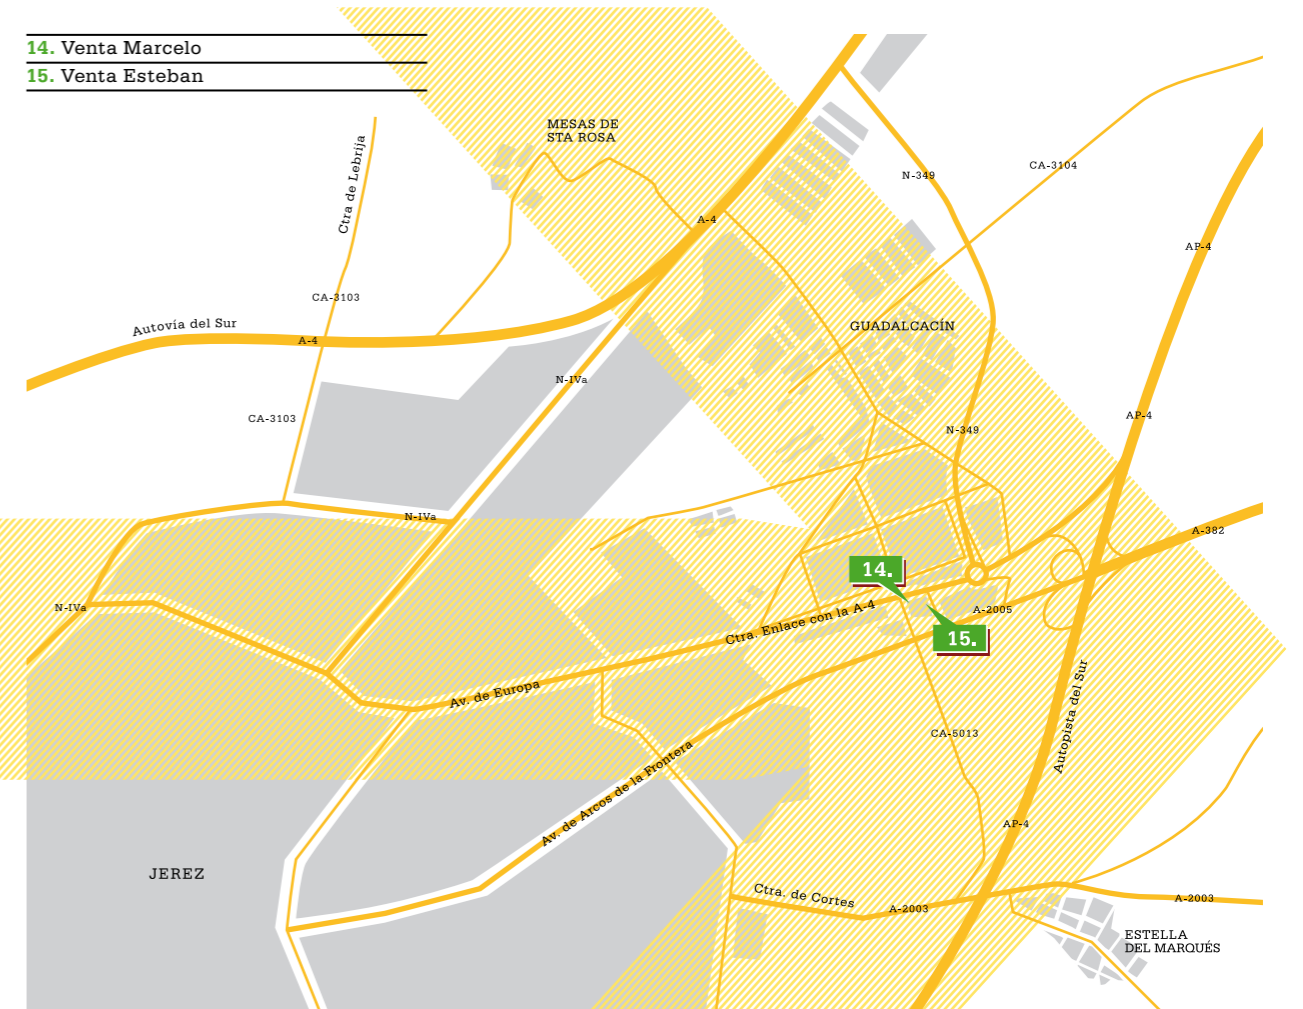 14. Venta Marcelo
15. Venta Esteban
MESAS DE
STA ROSA
Ctra de Lebrija
N-349
CA-3104
A-4
AP-4
CA-3103
Autovía del Sur
A-4
GUADALCACÍN
N-IVa
CA-3103
AP-4
N-349
N-IVa
A-382
14.
N-IVa
Ctra. Enlace con la A-4
A-2005
15.
Av. de Europa
Autopista del Sur
CA-5013
Av. de Arcos de la Frontera
AP-4
JEREZ
Ctra. de Cortes
A-2003
A-2003
ESTELLA
DEL MARQUÉS